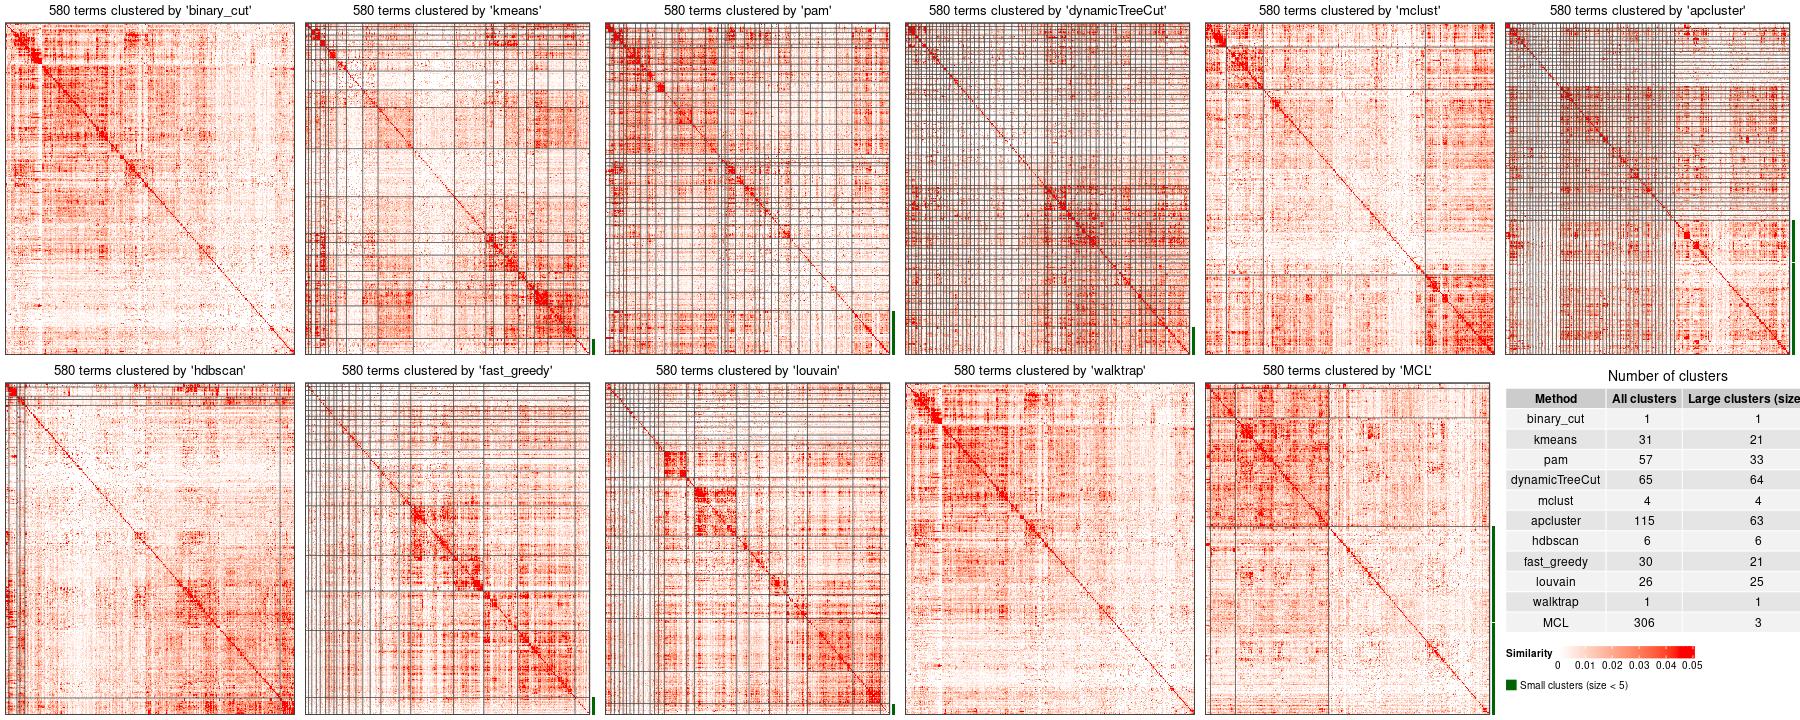 580 terms clustered by 'binary_cut'
580 terms clustered by 'kmeans'
580 terms clustered by 'pam'
580 terms clustered by 'dynamicTreeCut'
580 terms clustered by 'mclust'
580 terms clustered by 'apcluster'
580 terms clustered by 'hdbscan'
580 terms clustered by 'fast_greedy'
580 terms clustered by 'louvain'
580 terms clustered by 'walktrap'
580 terms clustered by 'MCL'
Number of clusters
Method All clusters Large clusters (size
binary_cut 1 1
kmeans 31 21
pam 57 33
dynamicTreeCut 65 64
mclust 4 4
apcluster 115 63
hdbscan 6 6
fast_greedy 30 21
louvain 26 25
walktrap 1 1
MCL 306 3
Similarity
0 0.01 0.02 0.03 0.04 0.05
Small clusters (size < 5)